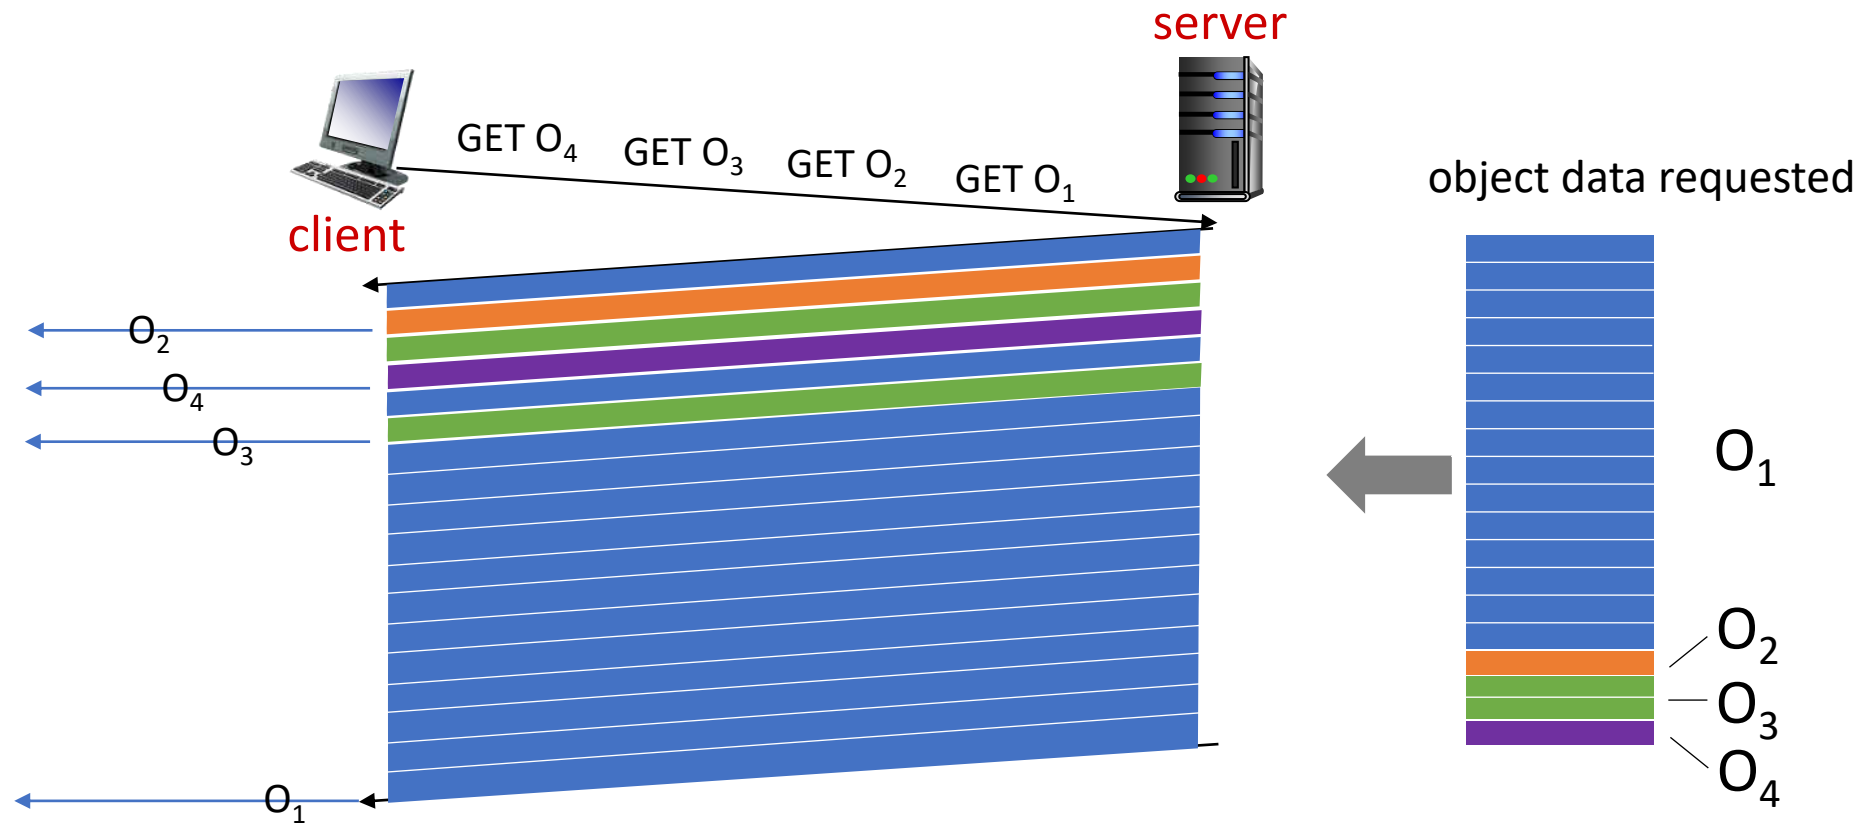 server
GET O₄
GET O₃
GET O₂
GET O₁
object data requested
client
O₂
O₄
O₃
O₁
O₁
O₂
O₃
O₄